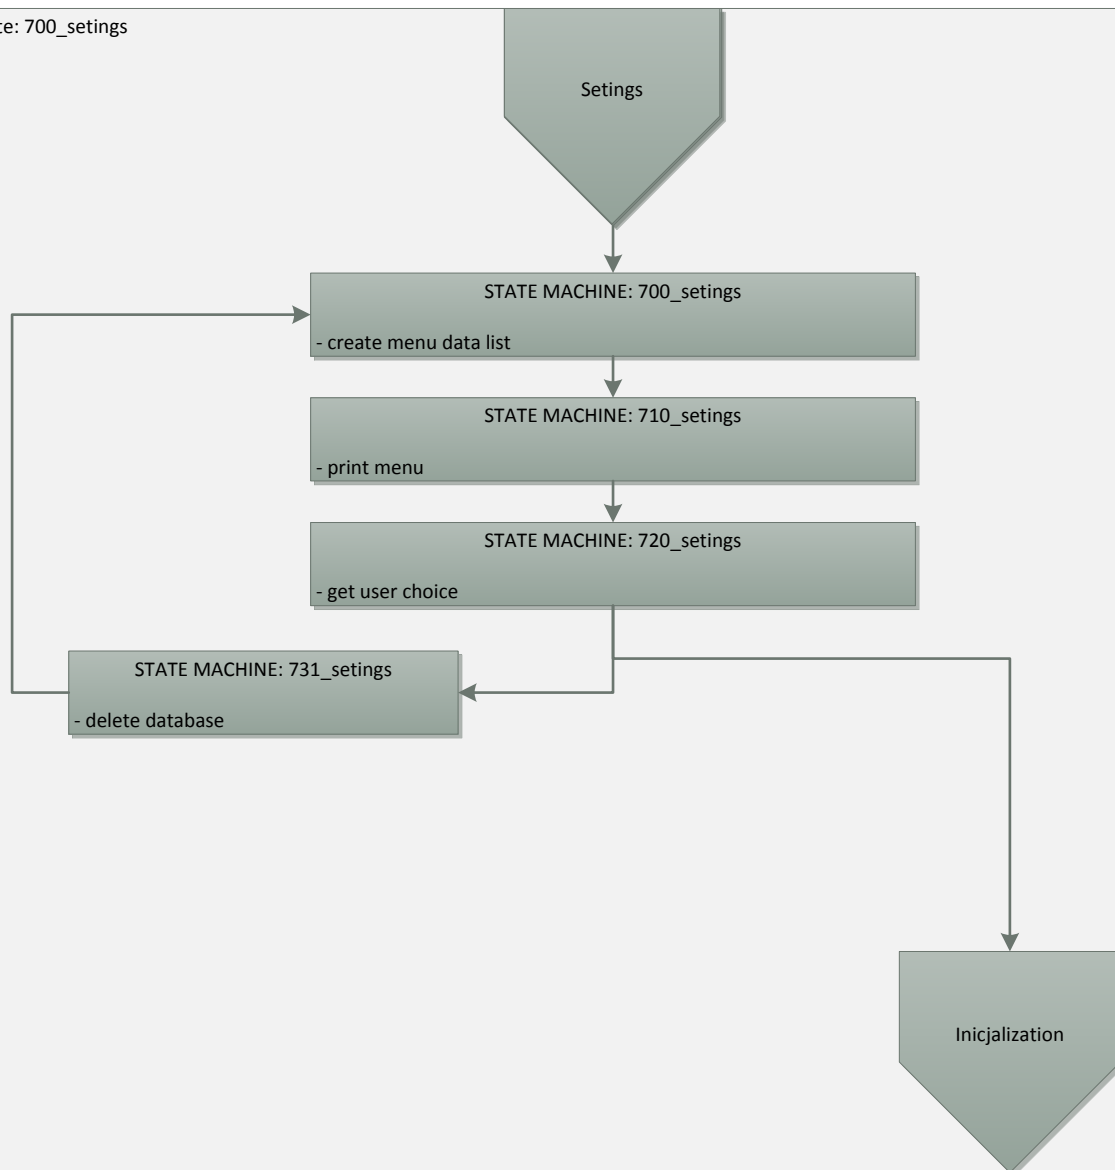 te: 700_setings
Setings
STATE MACHINE: 700_setings
- create menu data list
STATE MACHINE: 710_setings
- print menu
STATE MACHINE: 720_setings
- get user choice
STATE MACHINE: 731_setings
- delete database
Inicjalization